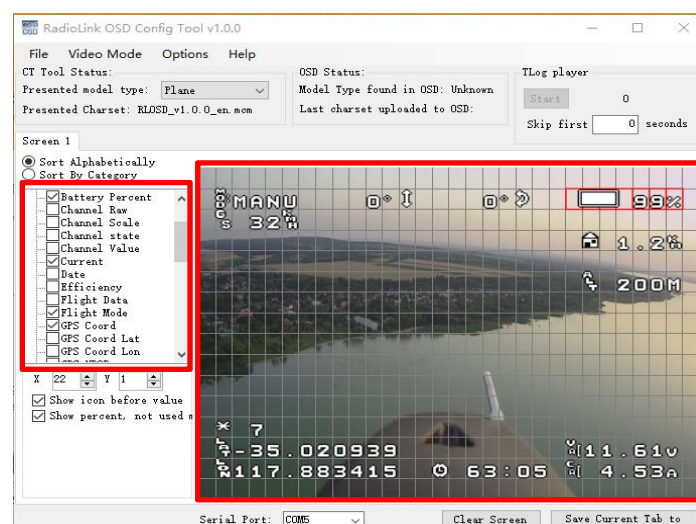 RadioLink OSD Config Tool v1.0.0
File Video Mode Options Help
CT Tool Status: OSD Status: TLog player
Presented model type: Plane Model Type found in OSD: Unknown Start 0
Presented Charset: RLOSD_v1.0.0_en.mcm Last charset uploaded to OSD: Skip first 0 seconds
Screen 1
Sort Alphabetically
Sort By Category
Battery Percent
Channel Raw
Channel Scale
Channel state
Channel Value
Current
Date
Efficiency
Flight Data
Flight Mode
GPS Coord
GPS Coord Lat
GPS Coord Lon
X 22 Y 1
Show icon before value
Show percent, not used m
MANU 0° 0° 99%
32
1.2
200M
7
-35.020939 11.61V
117.883415 63:05 4.53A
Serial Port: COM5 Clear Screen Save Current Tab to